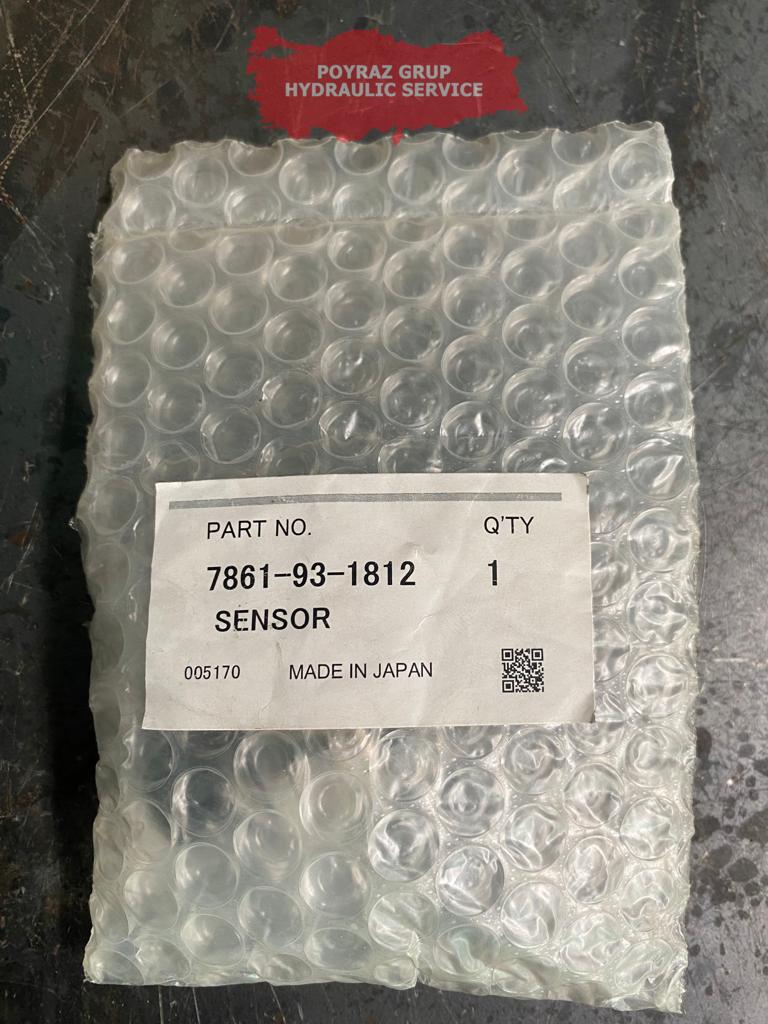 POYRAZ GRUP
HYDRAULIC SERVICE
PART NO. Q'TY
7861-93-1812 1
SENSOR
005170 MADE IN JAPAN